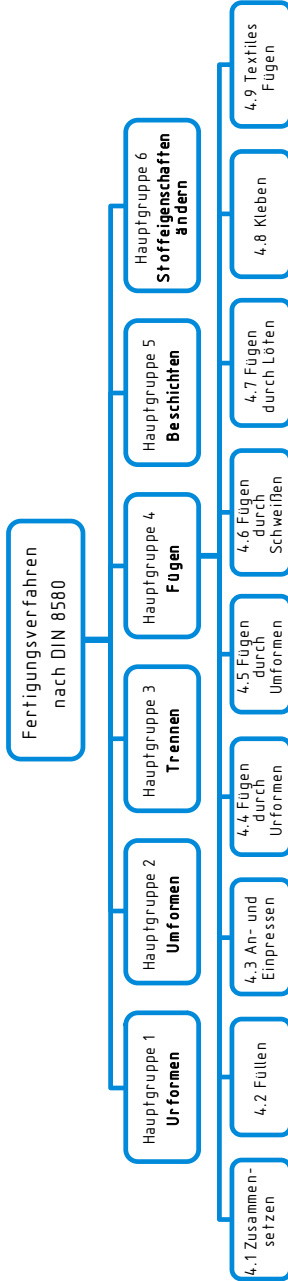 Fertigungsverfahren
nach DIN 8580
Hauptgruppe 1
Urformen
Hauptgruppe 2
Umformen
Hauptgruppe 3
Trennen
Hauptgruppe 4
Fügen
Hauptgruppe 5
Beschichten
Hauptgruppe 6
Stoffeigenschaften
ändern
4.1 Zusammen-
setzen
4.2 Füllen
4.3 An- und
Einpressen
4.4 Fügen
durch
Urformen
4.5 Fügen
durch
Umformen
4.6 Fügen
durch
Schweißen
4.7 Fügen
durch Löten
4.8 Kleben
4.9 Textiles
Fügen